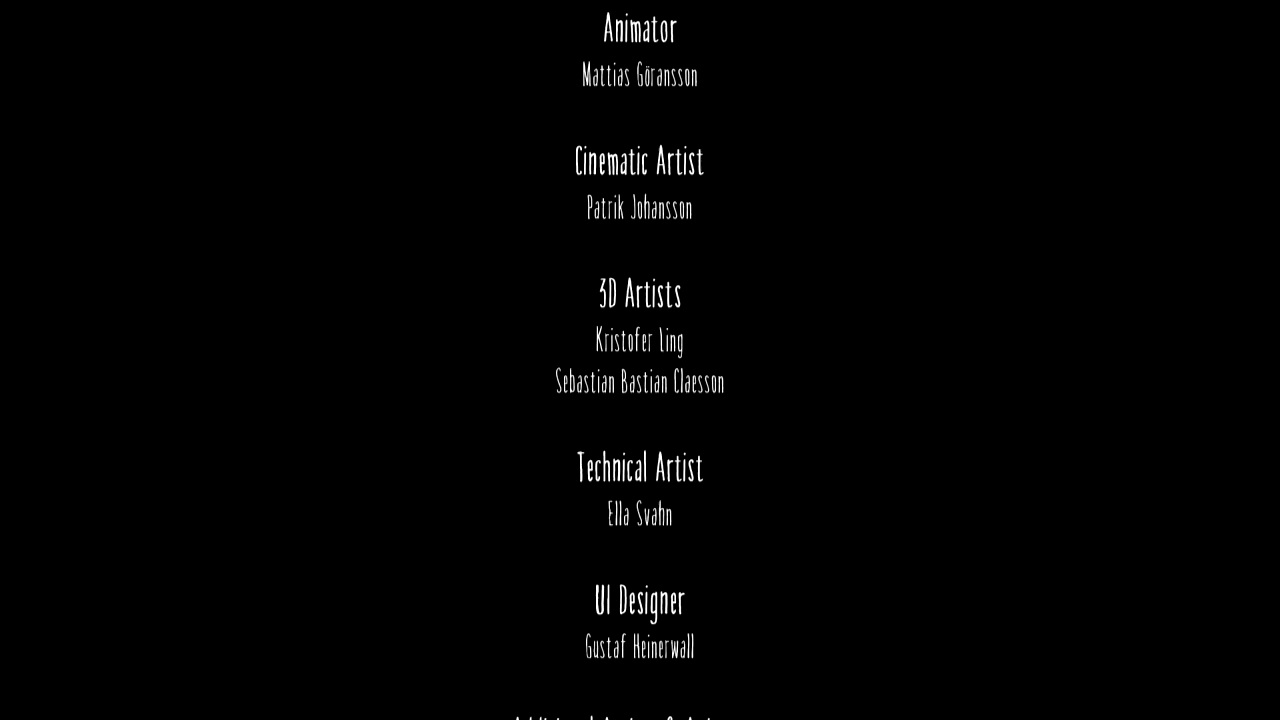 Animator
Mattias Göransson
Cinematic Artist
Patrik Johansson
3D Artists
Kristofer Ling
Sebastian Bastian Claesson
Technical Artist
Ella Svahn
UI Designer
Gustaf Heinerwall